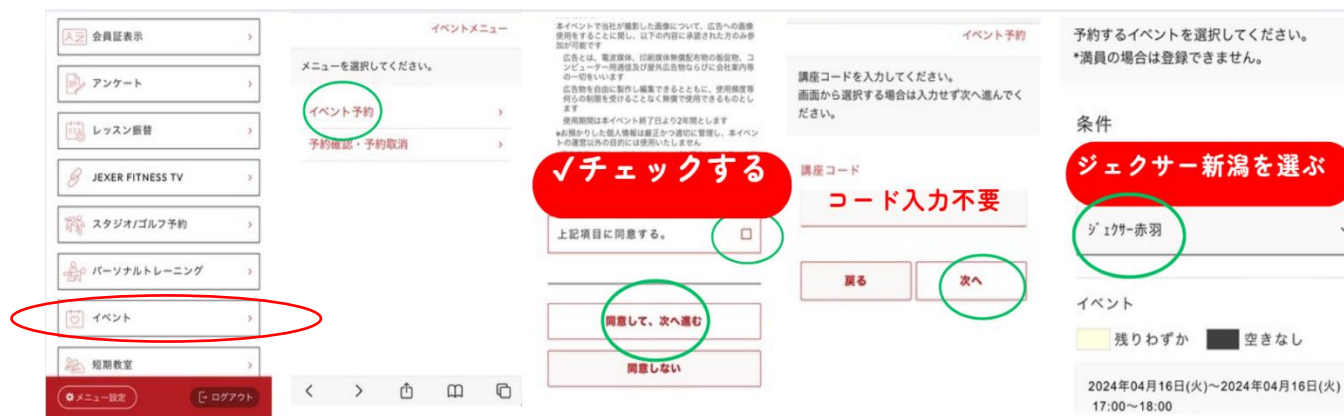 会員証表示
アンケート
レッスン振替
JEXER FITNESS TV
スタジオ/ゴルフ予約
パーソナルトレーニング
イベント
短期教室
メニュー設定
ログアウト
イベントメニュー
メニューを選択してください。
イベント予約
予約確認・予約取消
本イベントで当社が撮影した画像について、広告への画像
使用をすることに関し、以下の内容に承諾された方のみ参
加が可能です
広告とは、電波媒体、印刷媒体無償配布物の販促物、コ
ンピューター用通信及び屋外広告物ならびに会社案内等
の一切をいいます
広告物を自由に製作し編集できるとともに、使用頻度等
何らの制限を受けることなく無償で使用できるものとし
ます
使用期間は本イベント終了日より2年間とします
※お預かりした個人情報は厳正かつ適切に管理し、本イベン
トの運営以外の目的には使用いたしません
✓チェックする
上記項目に同意する。
同意して、次へ進む
同意しない
イベント予約
講座コードを入力してください。
画面から選択する場合は入力せず次へ進んでく
ださい。
講座コード
コード入力不要
戻る
次へ
予約するイベントを選択してください。
*満員の場合は登録できません。
条件
ジェクサー新潟を選ぶ
ｼﾞｪｸｻｰ赤羽
イベント
残りわずか
空きなし
2024年04月16日(火)～2024年04月16日(火)
17:00～18:00